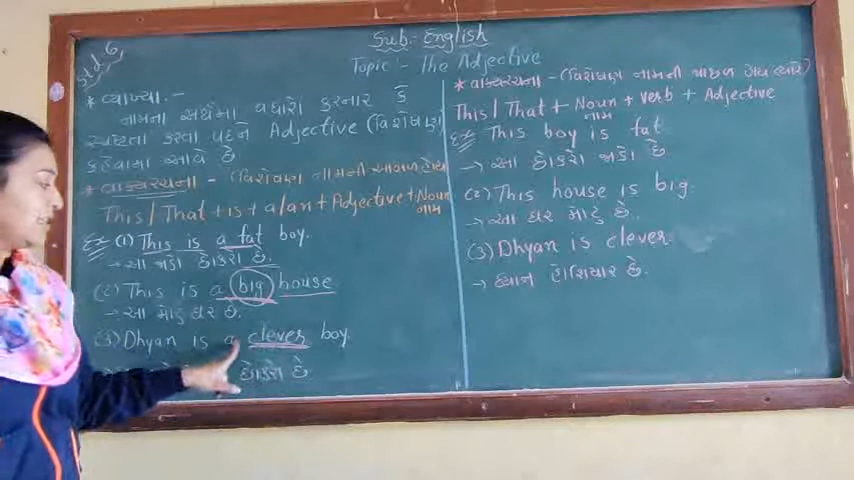 Std. 6
Sub.- English
Topic :- The Adjective
* વ્યાખ્યા.-
નામના અર્થમાં વધારો કરનાર કે
સ્પષ્ટતા કરવા પદને Adjective (વિશેષણ)
કહેવામાં આવે છે
* વાક્યરચના - (વિશેષણ નામની આગળ હોય
This / That + is + a/an + Adjective + Noun
નામ
Ex- (1) This is a fat boy.
→ આ જાડો છોકરો છે.
(2) This is a big house
→ આ મોટુ ઘર છે.
(3) Dhyan is a clever boy.
છોકરો છે
* વાક્યરચના - (વિશેષણ નામની પાછળ હોય ત્યારે)
This / That + Noun + verb + Adjective
નામ
Ex This boy is fat
→ આ છોકરો જાડો છે
(2) This house is big.
→ આ ઘર મોટુ છે.
(3) Dhyan is clever.
→ ધ્યાન હોશિયાર છે.